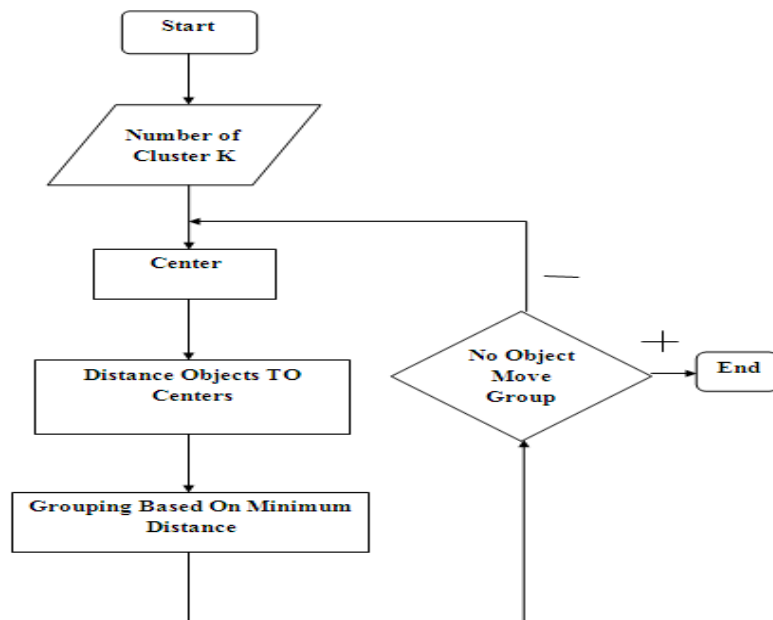 Start
Number of
Cluster K
Center
Distance Objects TO
Centers
Grouping Based On Minimum
Distance
No Object
Move
Group
—
+
End